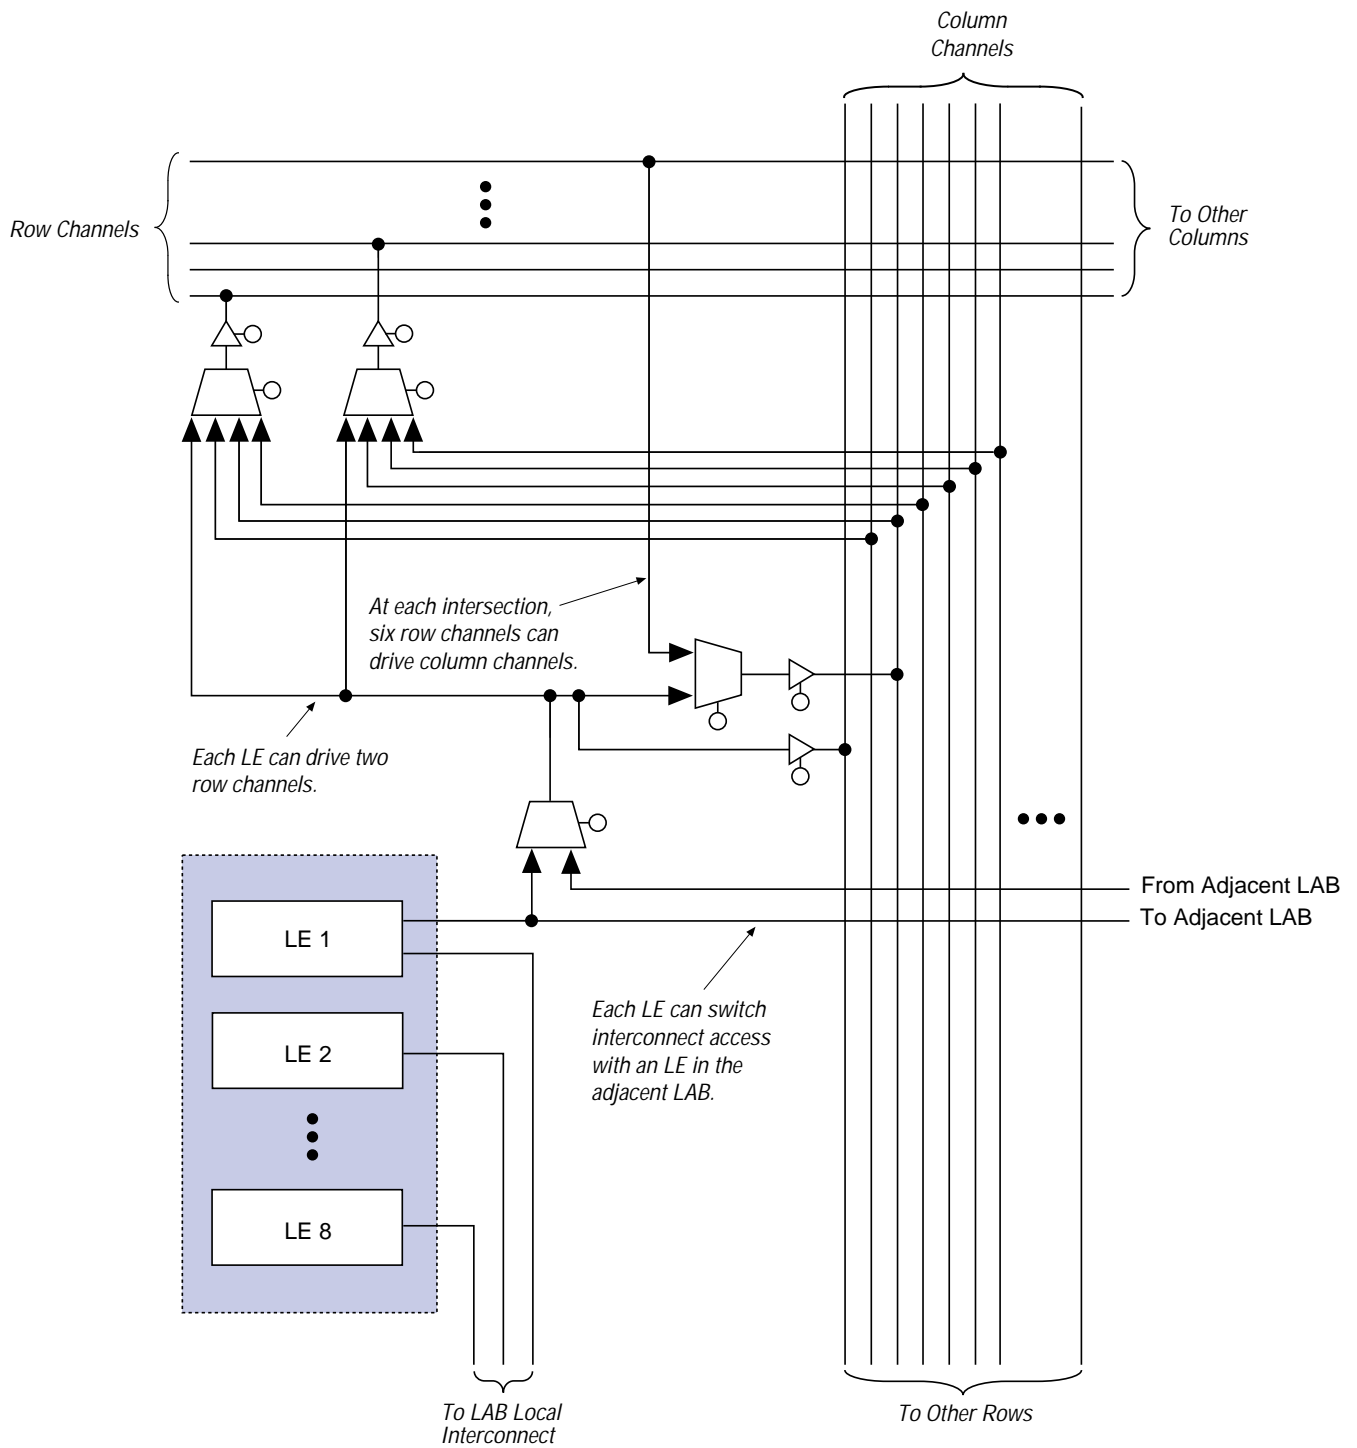 Column
Channels
Row Channels
To Other
Columns
At each intersection,
six row channels can
drive column channels.
Each LE can drive two
row channels.
From Adjacent LAB
To Adjacent LAB
LE 1
Each LE can switch
interconnect access
with an LE in the
adjacent LAB.
LE 2
LE 8
To LAB Local
Interconnect
To Other Rows